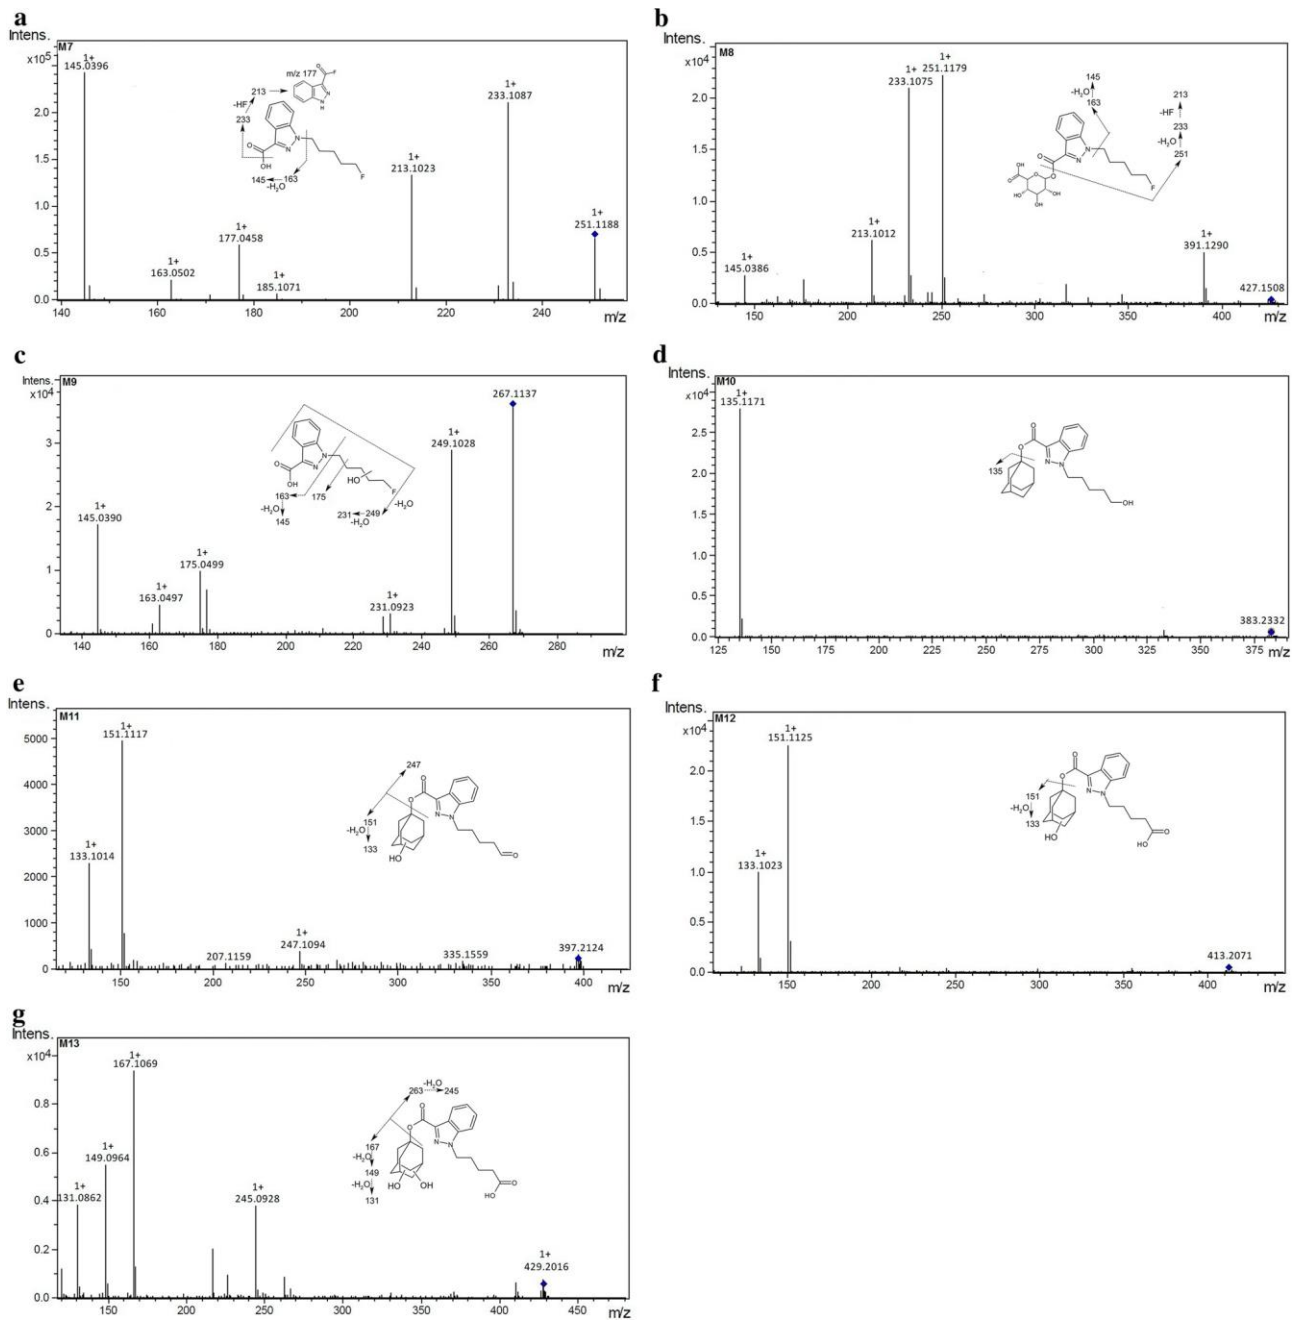 a
Intens.
x10⁵
M7
1+
145.0396
m/z 177
O
F
N
N
H
213
-HF
233
O
OH
N
N
F
145
163
-H₂O
1+
233.1087
1+
213.1023
1+
177.0458
1+
163.0502
1+
185.1071
1+
251.1188
2.0
1.5
1.0
0.5
0.0
140 160 180 200 220 240
m/z
b
Intens.
x10⁴
M8
1+
233.1075
1+
251.1179
145
-H₂O
163
213
-HF
233
-H₂O
251
O
N
N
O
OH
O
O
HO
OH
OH
F
1+
213.1012
1+
391.1290
1+
145.0386
427.1508
2.0
1.5
1.0
0.5
0.0
150 200 250 300 350 400
m/z
c
Intens.
x10⁴
M9
267.1137
1+
249.1028
O
OH
N
N
HO
F
163
175
-H₂O
145
-H₂O
231
249
-H₂O
1+
145.0390
1+
175.0499
1+
163.0497
1+
231.0923
3
2
1
0
140 160 180 200 220 240 260 280
m/z
d
Intens.
x10⁴
M10
1+
135.1171
O
O
N
N
135
OH
383.2332
3.0
2.5
2.0
1.5
1.0
0.5
0.0
125 150 175 200 225 250 275 300 325 350 375
m/z
e
Intens.
M11
1+
151.1117
1+
133.1014
247
O
O
N
N
151
-H₂O
133
HO
O
207.1159
1+
247.1094
335.1559
397.2124
5000
4000
3000
2000
1000
0
150 200 250 300 350 400
m/z
f
Intens.
x10⁴
M12
1+
151.1125
1+
133.1023
O
O
N
N
151
-H₂O
133
HO
O
HO
413.2071
2.0
1.5
1.0
0.5
0.0
150 200 250 300 350 400
m/z
g
Intens.
x10⁴
M13
1+
167.1069
1+
149.0964
1+
131.0862
263
-H₂O
245
O
O
N
N
167
-H₂O
149
-H₂O
131
HO
OH
O
HO
1+
245.0928
1+
429.2016
0.8
0.6
0.4
0.2
0.0
200 250 300 350 400 450
m/z